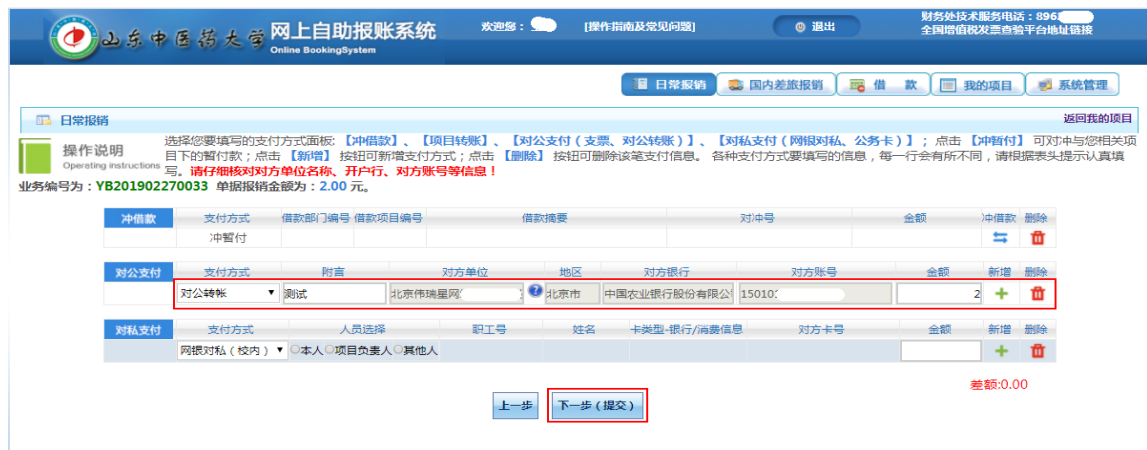 山东中医药大学 网上自助报账系统
Online BookingSystem
欢迎您： [操作指南及常见问题] 退出
财务处技术服务电话：896
全国增值税发票查验平台地址链接
日常报销 国内差旅报销 借 款 我的项目 系统管理
日常报销 返回我的项目
操作说明
Operating instructions
选择您要填写的支付方式面板: 【冲借款】、【项目转账】、【对公支付（支票、对公转账）】、【对私支付（网银对私、公务卡）】；点击 【冲暂付】 可对冲与您相关项
目下的暂付款；点击 【新增】 按钮可新增支付方式；点击 【删除】 按钮可删除该笔支付信息。 各种支付方式要填写的信息，每一行会有所不同，请根据表头提示认真填
写。请仔细核对对方单位名称、开户行、对方账号等信息！
业务编号为：YB201902270033 单据报销金额为：2.00 元。
冲借款 支付方式 借款部门编号 借款项目编号 借款摘要 对冲号 金额 冲借款 删除
冲暂付
对公支付 支付方式 附言 对方单位 地区 对方银行 对方账号 金额 新增 删除
对公转帐 测试 北京伟瑞星网 北京市 中国农业银行股份有限公 15010 2
对私支付 支付方式 人员选择 职工号 姓名 卡类型-银行/消费信息 对方卡号 金额 新增 删除
网银对私（校内） 本人 项目负责人 其他人
差额:0.00
上一步 下一步（提交）